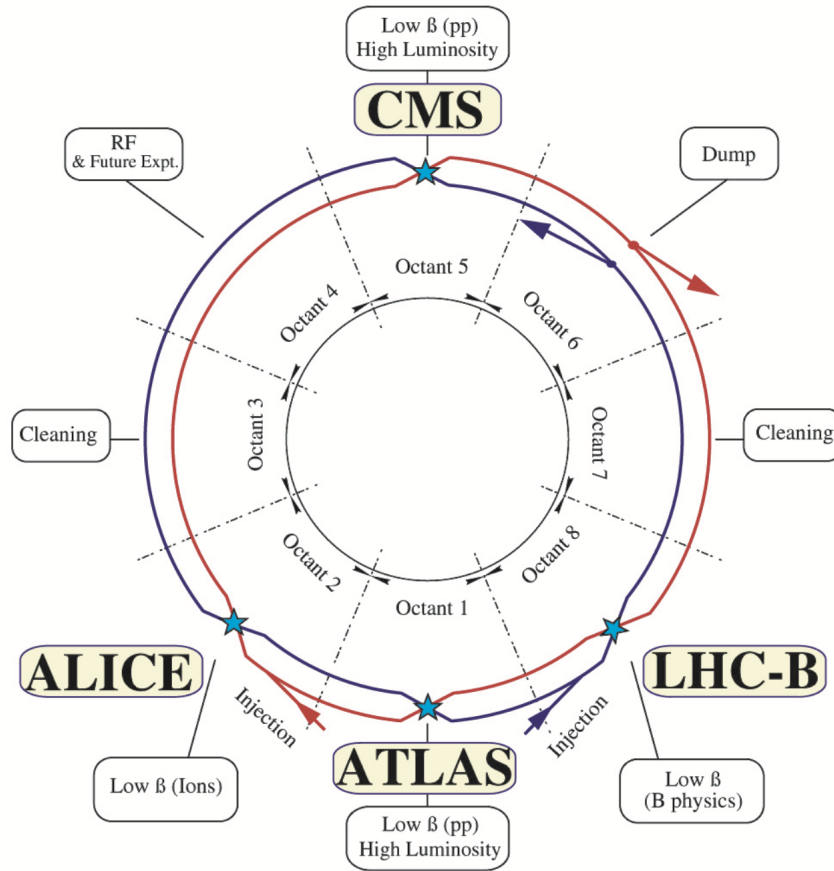 Low ß (pp)
High Luminosity
CMS
RF
& Future Expt.
Dump
Octant 5
Octant 4
Octant 6
Cleaning
Octant 3
Octant 7
Cleaning
Octant 2
Octant 8
Octant 1
ALICE
LHC-B
Injection
Injection
ATLAS
Low ß (Ions)
Low ß (pp)
High Luminosity
Low ß
(B physics)